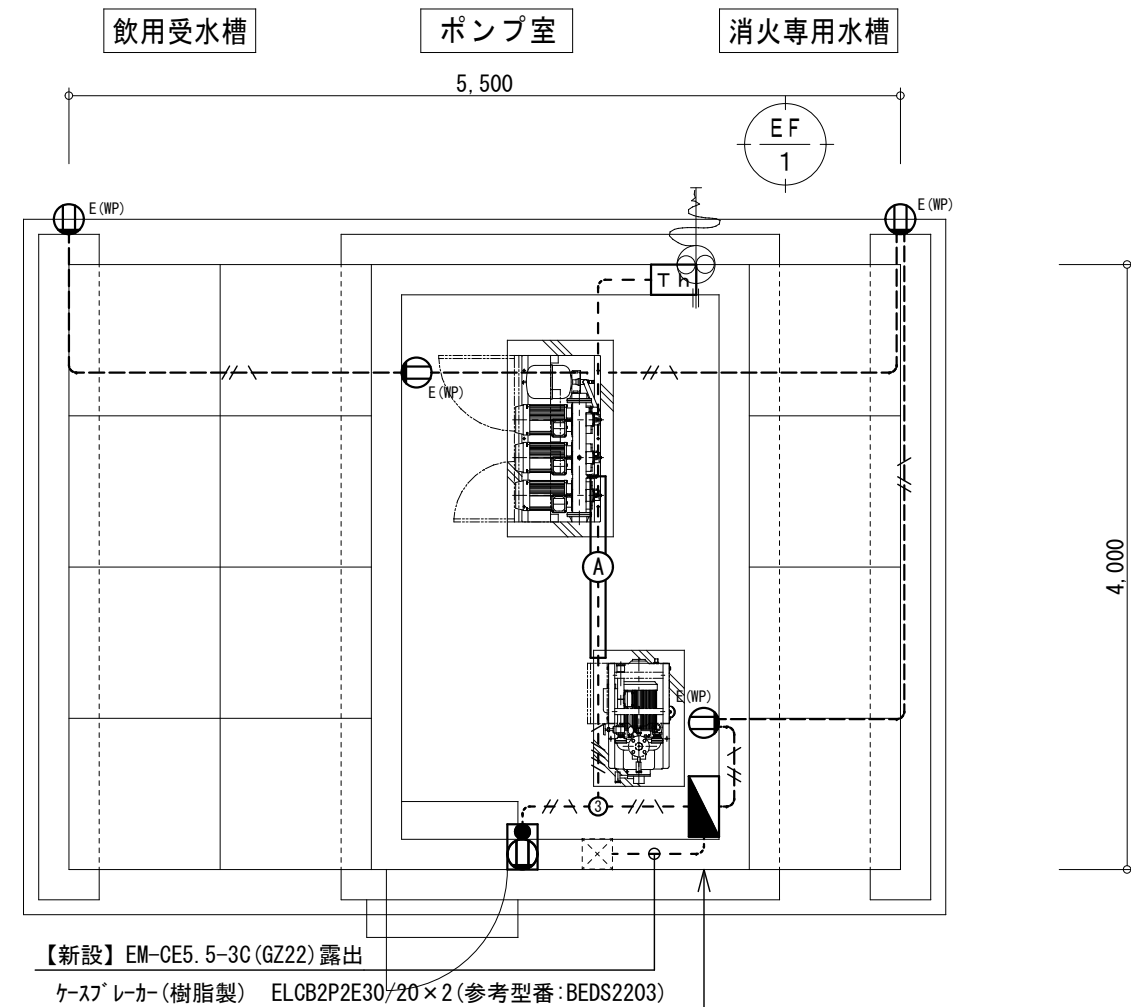 飲用受水槽
ポンプ室
消火専用水槽
5,500
EF
1
E(WP)
E(WP)
Th
E(WP)
A
4,000
E(WP)
3
【新設】EM-CE5.5-3C(GZ22)露出
ケースブレーカー(樹脂製) ELCB2P2E30/20×2(参考型番:BEDS2203)